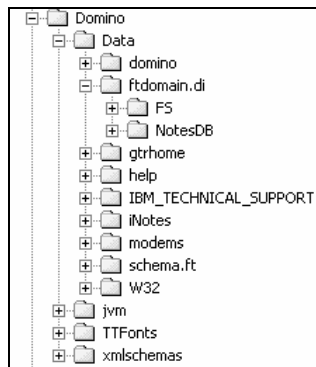 Domino
Data
domino
ftdomain.di
FS
NotesDB
gtrhome
help
IBM_TECHNICAL_SUPPORT
iNotes
modems
schema.ft
W32
jvm
TTFonts
xmlschemas